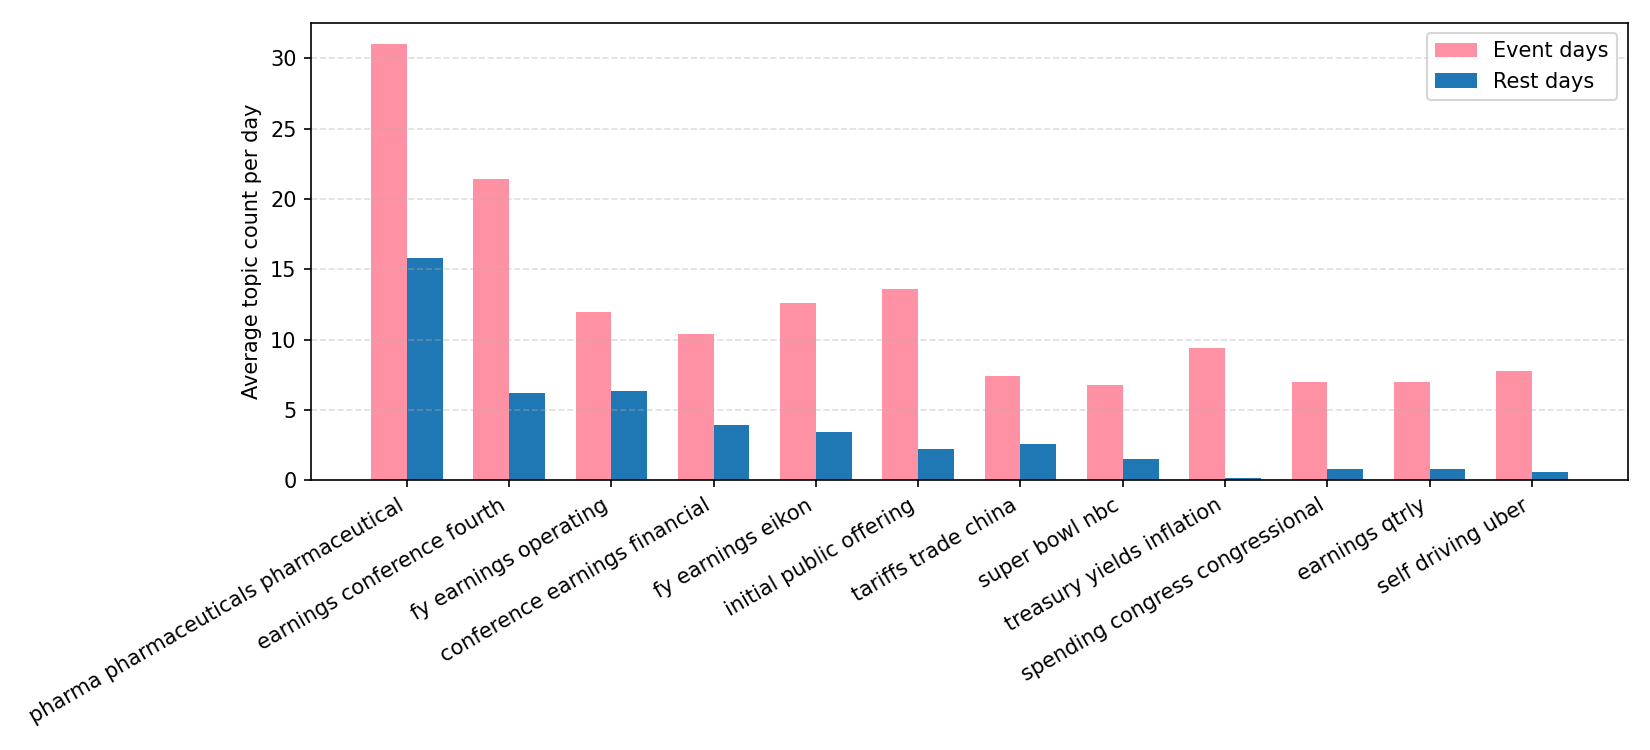 Average topic count per day
30
25
20
15
10
5
0
Event days
Rest days
pharma pharmaceuticals pharmaceutical
earnings conference fourth
fy earnings operating
conference earnings financial
fy earnings eikon
initial public offering
tariffs trade china
super bowl nbc
treasury yields inflation
spending congress congressional
earnings qtrly
self driving uber